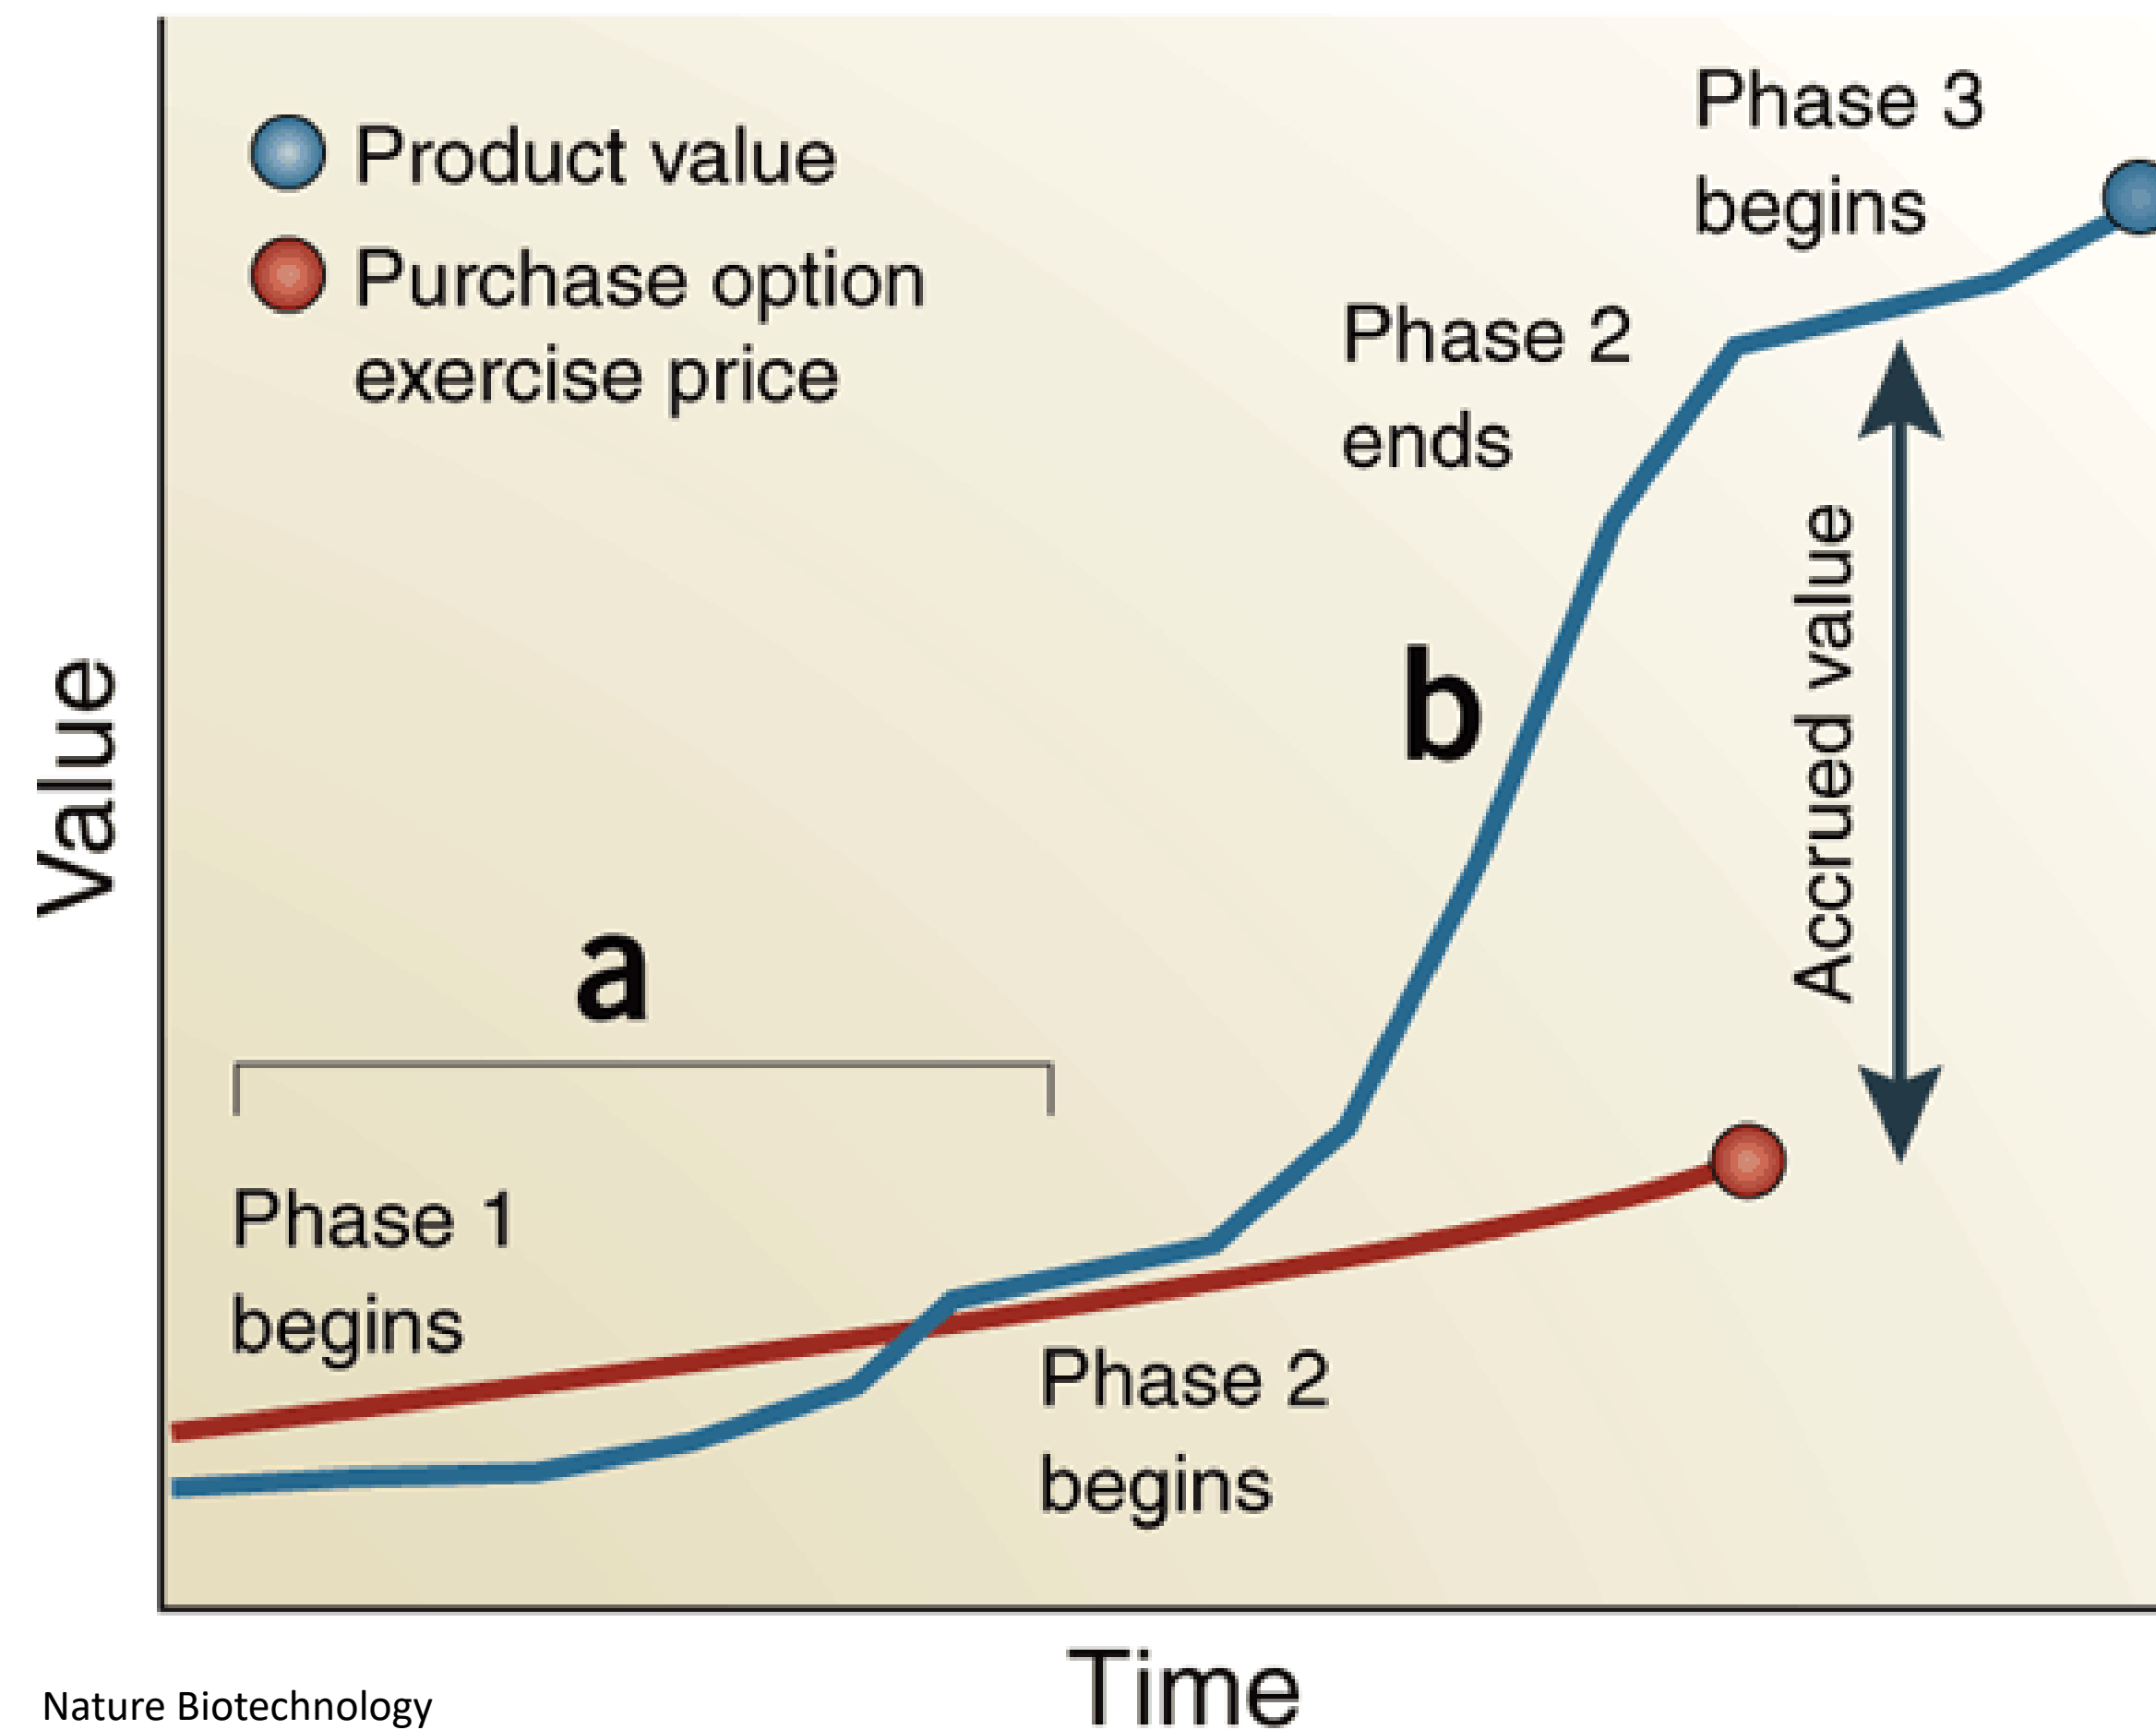 Product value
Purchase option
exercise price
Phase 3
begins
Phase 2
ends
b
Accrued value
Value
a
Phase 1
begins
Phase 2
begins
Time
Nature Biotechnology